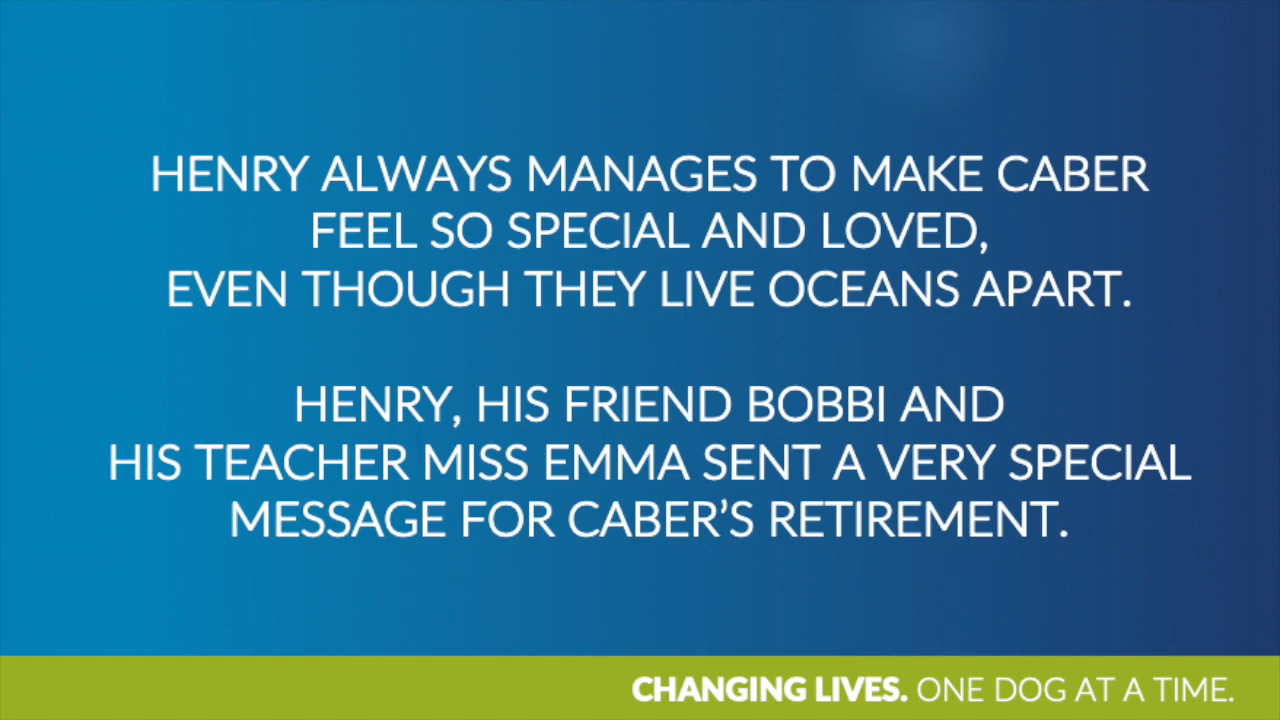 HENRY ALWAYS MANAGES TO MAKE CABER
FEEL SO SPECIAL AND LOVED,
EVEN THOUGH THEY LIVE OCEANS APART.
HENRY, HIS FRIEND BOBBI AND
HIS TEACHER MISS EMMA SENT A VERY SPECIAL
MESSAGE FOR CABER’S RETIREMENT.
CHANGING LIVES. ONE DOG AT A TIME.